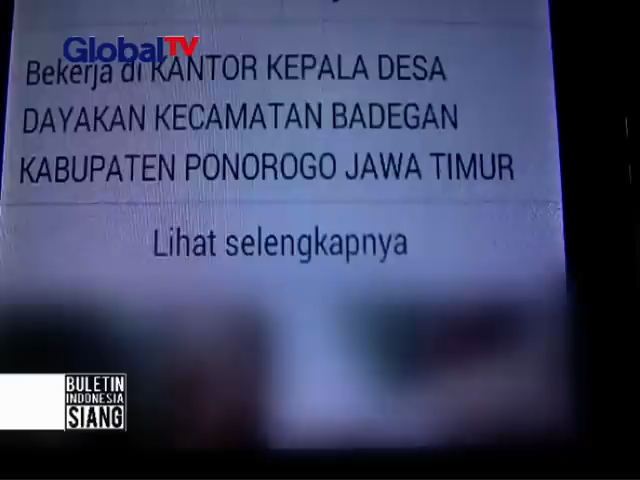 GlobalTV
Bekerja di KANTOR KEPALA DESA
DAYAKAN KECAMATAN BADEGAN
KABUPATEN PONOROGO JAWA TIMUR
Lihat selengkapnya
BULETIN
INDONESIA
SIANG